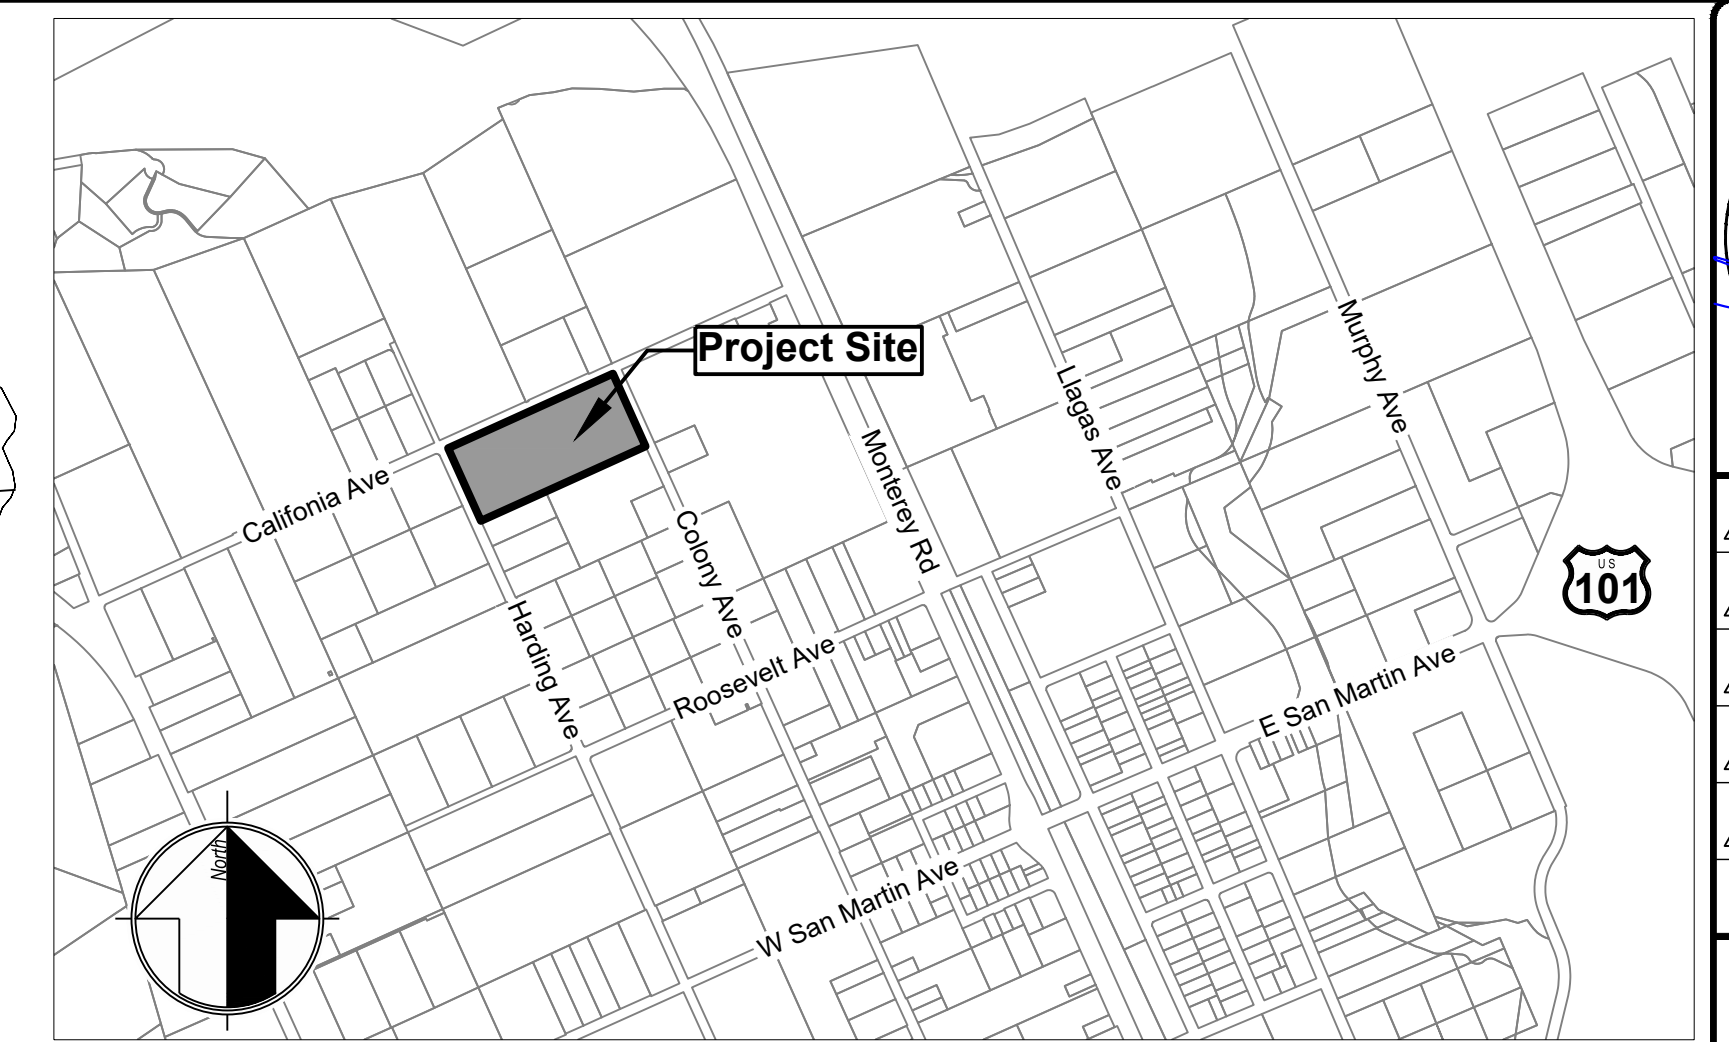 Project Site
Murphy Ave
Llagas Ave
Monterey Rd
Califonia Ave
Colony Ave
US
101
Harding Ave
Roosevelt Ave
E San Martin Ave
North
W San Martin Ave